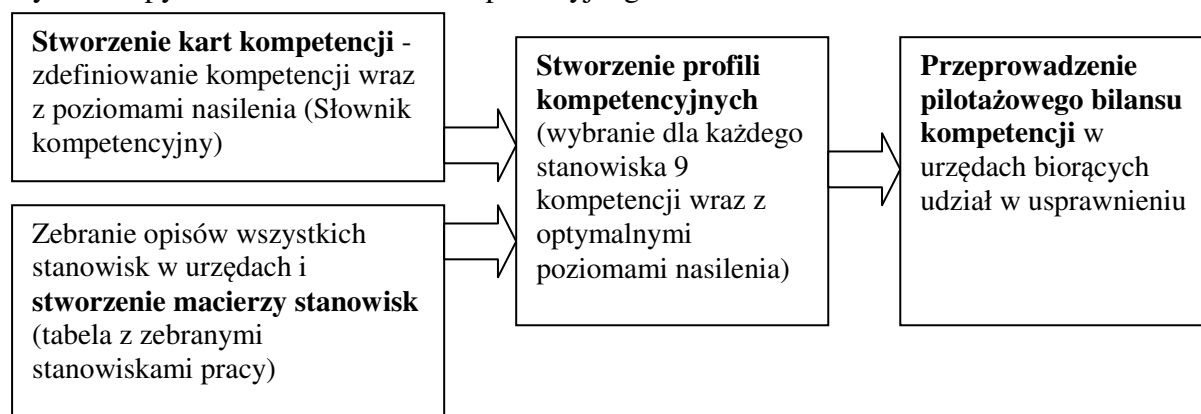 Stworzenie kart kompetencji -
zdefiniowanie kompetencji wraz
z poziomami nasilenia (Słownik
kompetencyjny)
Zebranie opisów wszystkich
stanowisk w urzędach i
stworzenie macierzy stanowisk
(tabela z zebranymi
stanowiskami pracy)
Stworzenie profili
kompetencyjnych
(wybranie dla każdego
stanowiska 9
kompetencji wraz z
optymalnymi
poziomami nasilenia)
Przeprowadzenie
pilotażowego bilansu
kompetencji w
urzędach biorących
udział w usprawnieniu